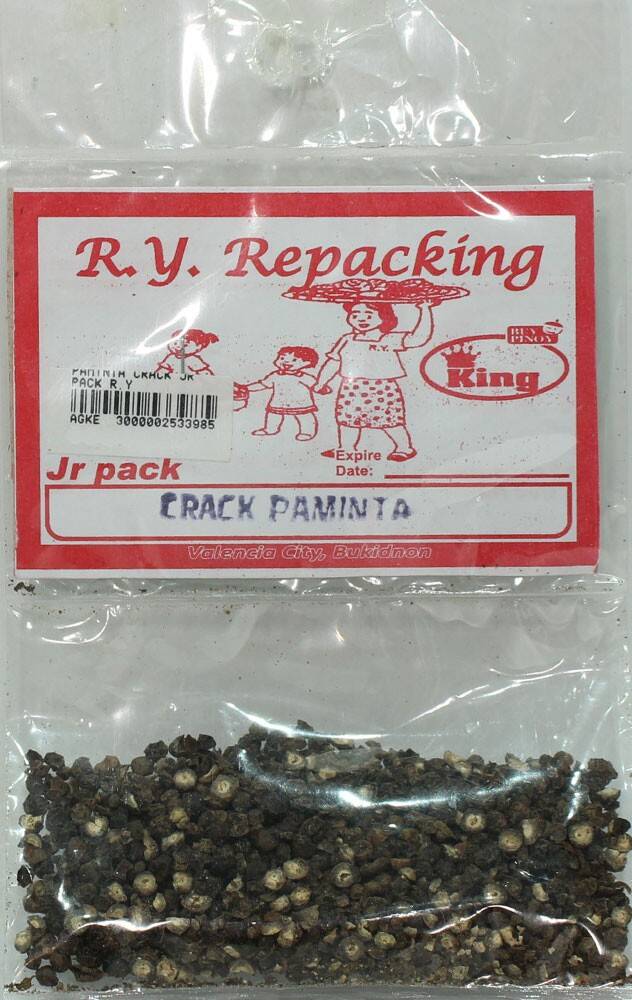 R.Y. Repacking
R.Y.
BUY
PINOY
King
PAMINTA CRACK JR
PACK R.Y
AGKE 3000002533985
Jr pack
Expire
Date:
CRACK PAMINTA
Valencia City, Bukidnon